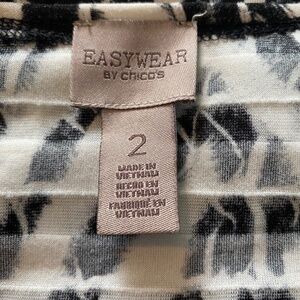 EASYWEAR
BY CHICO'S
2
MADE IN
VIETNAM
HECHO EN
VIETNAM
FABRIQUÉ EN
VIETNAM